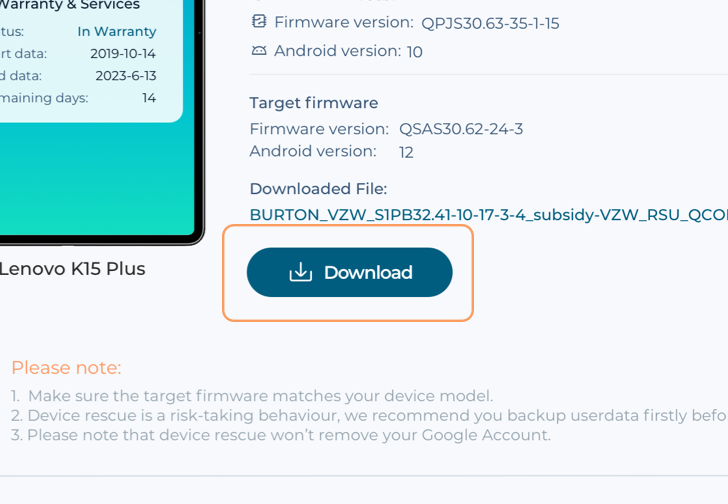 Warranty & Services
tus: In Warranty
rt data: 2019-10-14
d data: 2023-6-13
maining days: 14
Lenovo K15 Plus
Firmware version: QPJS30.63-35-1-15
Android version: 10
Target firmware
Firmware version: QSAS30.62-24-3
Android version: 12
Downloaded File:
BURTON_VZW_S1PB32.41-10-17-3-4_subsidy-VZW_RSU_QCO
Download
Please note:
1. Make sure the target firmware matches your device model.
2. Device rescue is a risk-taking behaviour, we recommend you backup userdata firstly befo
3. Please note that device rescue won't remove your Google Account.